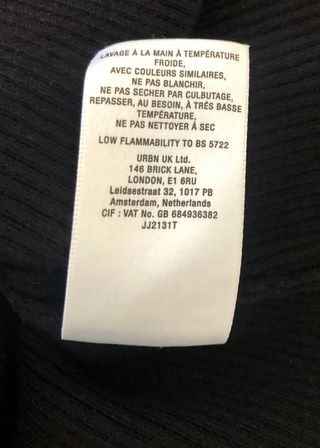 LAVAGE À LA MAIN À TEMPÉRATURE
FROIDE,
AVEC COULEURS SIMILAIRES,
NE PAS BLANCHIR,
NE PAS SECHER PAR CULBUTAGE,
REPASSER, AU BESOIN, À TRÉS BASSE
TEMPÉRATURE,
NE PAS NETTOYER À SEC
LOW FLAMMABILITY TO BS 5722
URBN UK Ltd.
146 BRICK LANE,
LONDON, E1 6RU
Leidsestraat 32, 1017 PB
Amsterdam, Netherlands
CIF : VAT No. GB 684936382
JJ2131T